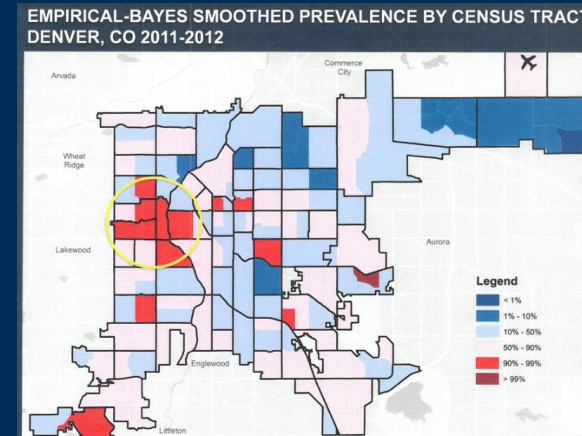 EMPIRICAL-BAYES SMOOTHED PREVALENCE BY CENSUS TRACT
DENVER, CO 2011-2012
Commerce
City
Arvada
Wheat
Ridge
Lakewood
Aurora
Legend
< 1%
1% - 10%
10% - 50%
50% - 90%
90% - 99%
> 99%
Englewood
Littleton